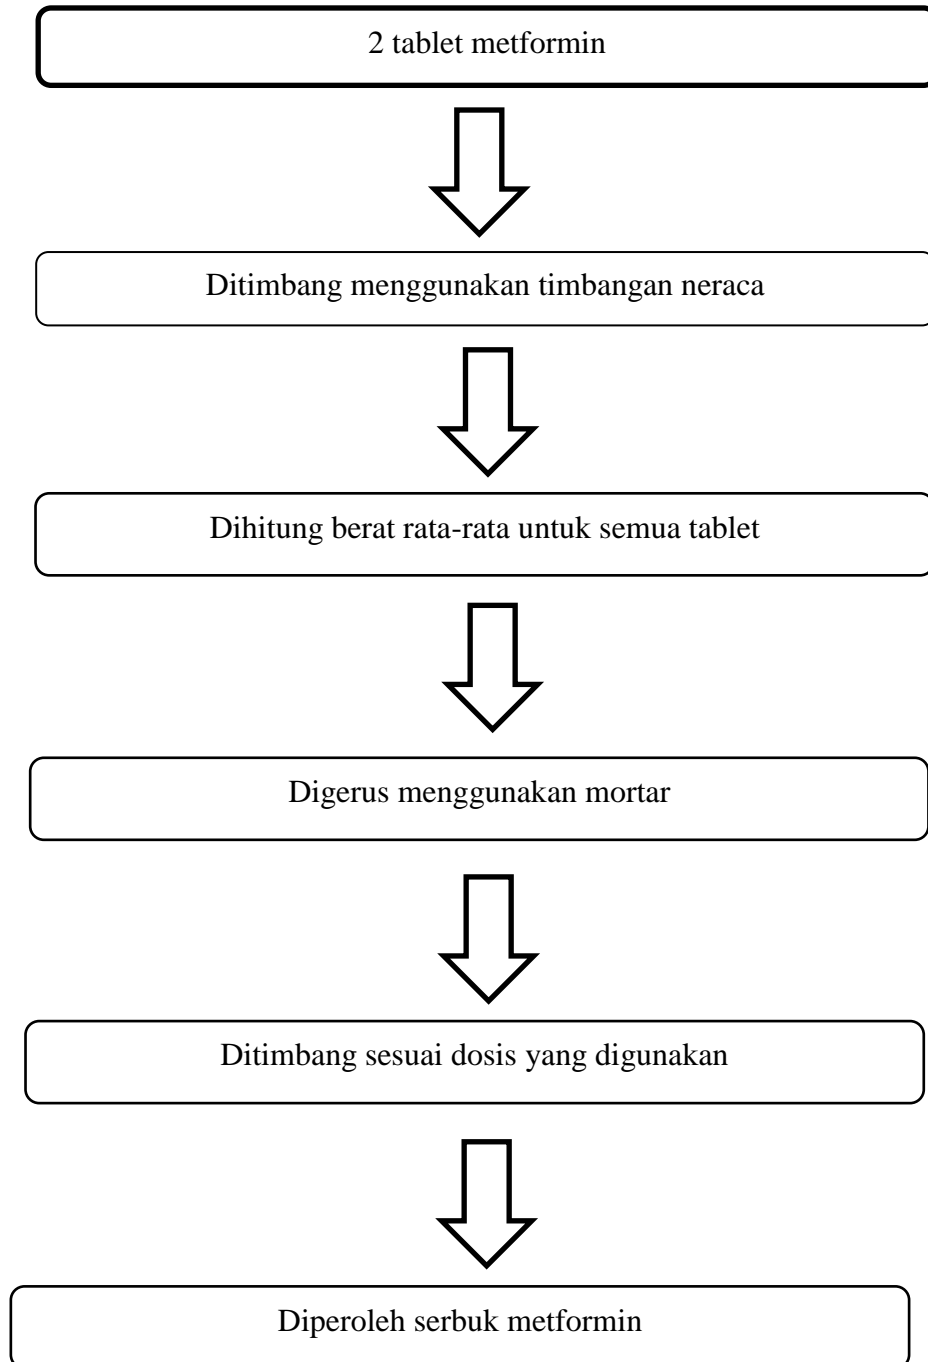 2 tablet metformin
Ditimbang menggunakan timbangan neraca
Dihitung berat rata-rata untuk semua tablet
Digerus menggunakan mortar
Ditimbang sesuai dosis yang digunakan
Diperoleh serbuk metformin